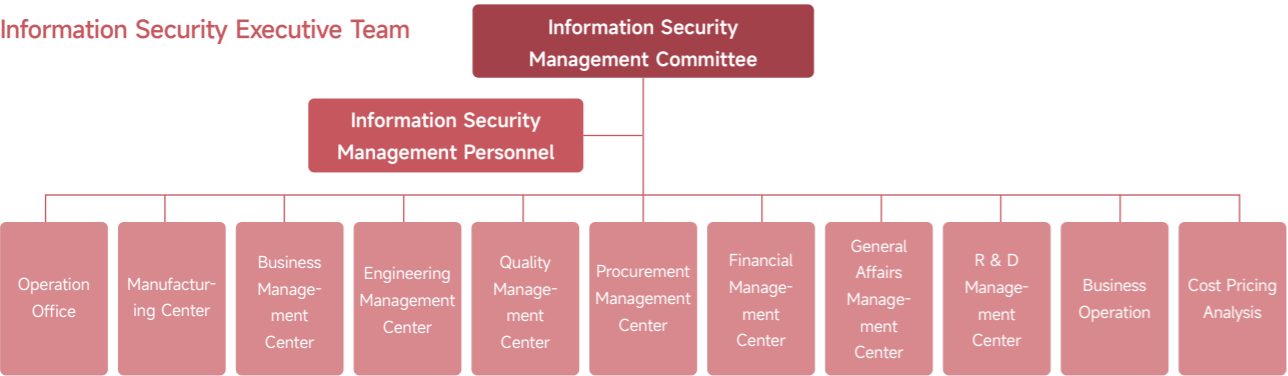 Information Security Executive Team
Information Security
Management Committee
Information Security
Management Personnel
Operation
Office
Manufactur-
ing Center
Business
Manage-
ment
Center
Engineering
Management
Center
Quality
Manage-
ment
Center
Procurement
Management
Center
Financial
Manage-
ment
Center
General
Affairs
Manage-
ment
Center
R & D
Manage-
ment
Center
Business
Operation
Cost Pricing
Analysis